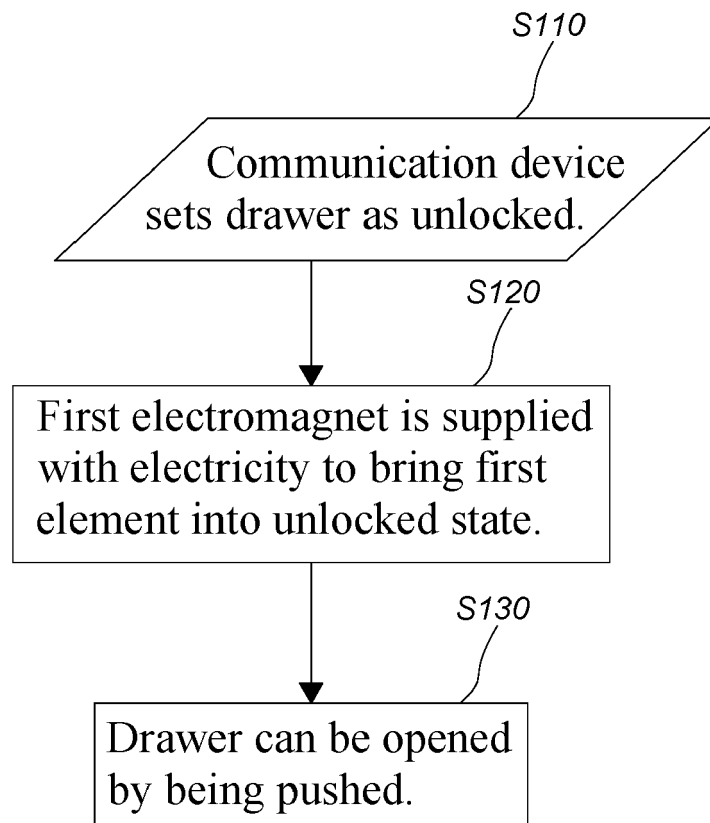 S110
Communication device
sets drawer as unlocked.
S120
First electromagnet is supplied
with electricity to bring first
element into unlocked state.
S130
Drawer can be opened
by being pushed.